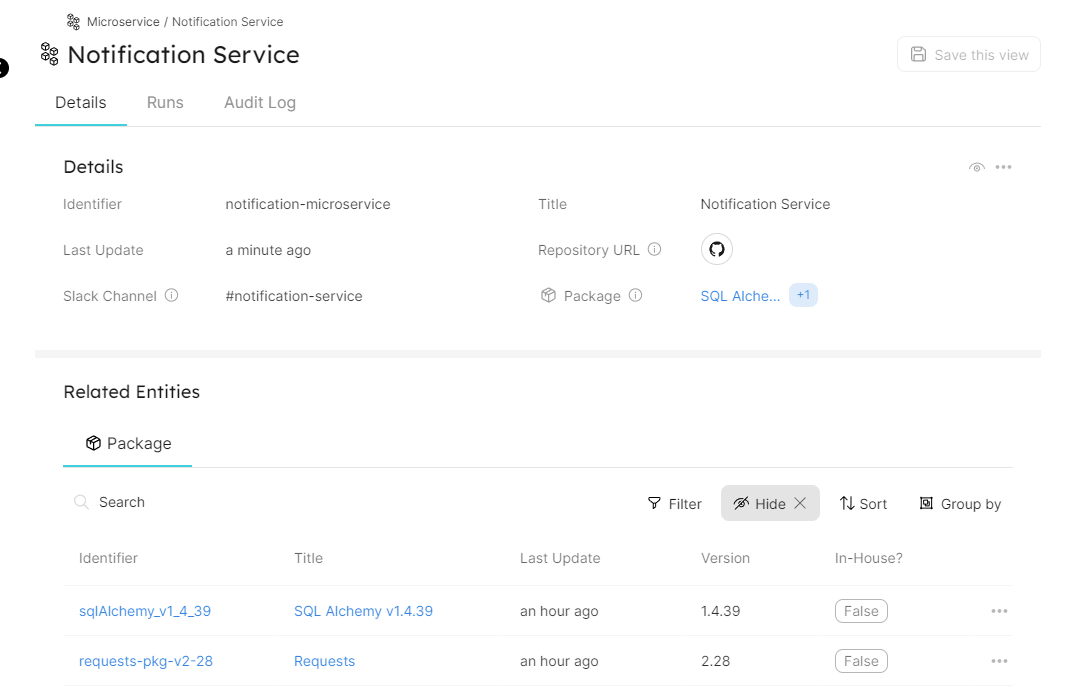 Microservice / Notification Service
Notification Service
Save this view
Details Runs Audit Log
Details
Identifier notification-microservice Title Notification Service
Last Update a minute ago Repository URL
Slack Channel #notification-service Package SQL Alche... +1
Related Entities
Package
Search Filter Hide Sort Group by
Identifier Title Last Update Version In-House?
sqlAlchemy_v1_4_39 SQL Alchemy v1.4.39 an hour ago 1.4.39 False
requests-pkg-v2-28 Requests an hour ago 2.28 False